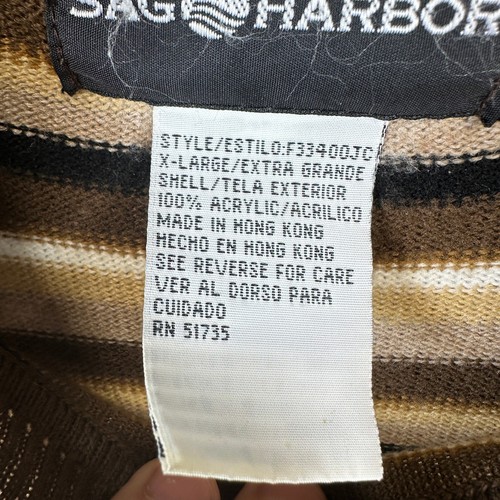 SAG HARBOR
STYLE/ESTILO:F33400JC
X-LARGE/EXTRA GRANDE
SHELL/TELA EXTERIOR
100% ACRYLIC/ACRILICO
MADE IN HONG KONG
HECHO EN HONG KONG
SEE REVERSE FOR CARE
VER AL DORSO PARA
CUIDADO
RN 51735